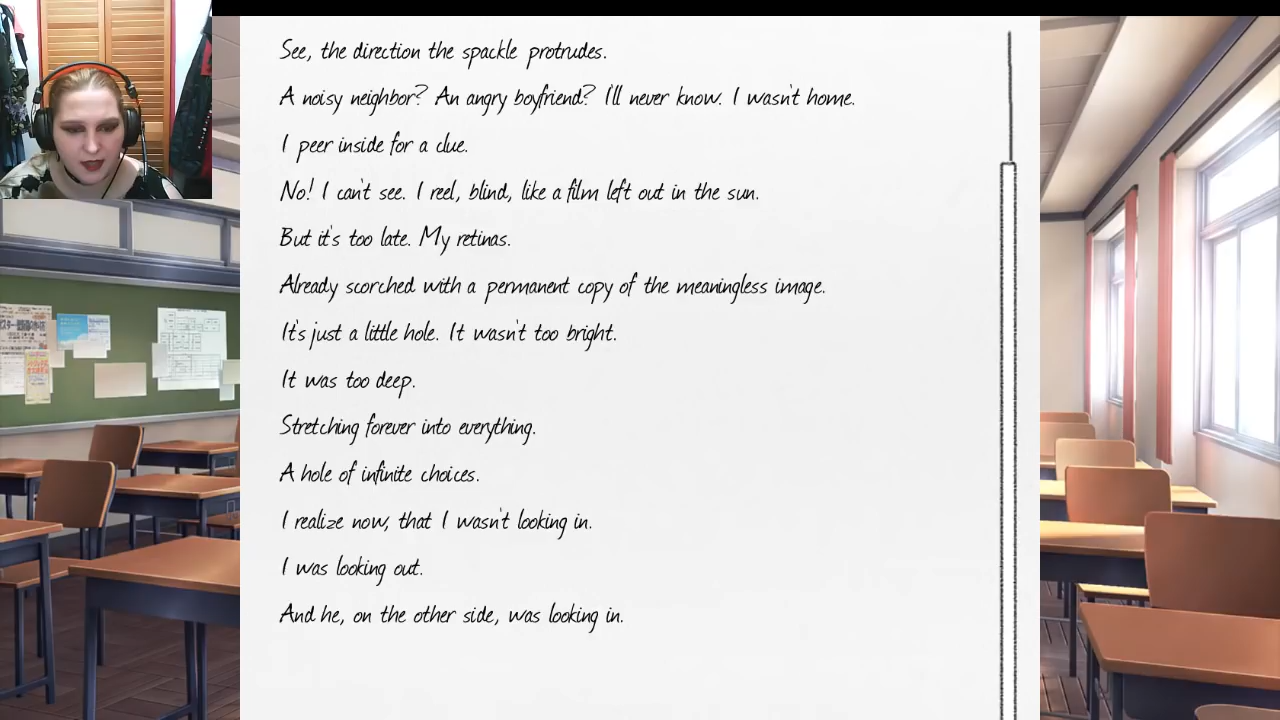 See, the direction the spackle protrudes.
A noisy neighbor? An angry boyfriend? I'll never know. I wasn't home.
I peer inside for a clue.
No! I can't see. I reel, blind, like a film left out in the sun.
But it's too late. My retinas.
Already scorched with a permanent copy of the meaningless image.
It's just a little hole. It wasn't too bright.
It was too deep.
Stretching forever into everything.
A hole of infinite choices.
I realize now, that I wasn't looking in.
I was looking out.
And he, on the other side, was looking in.